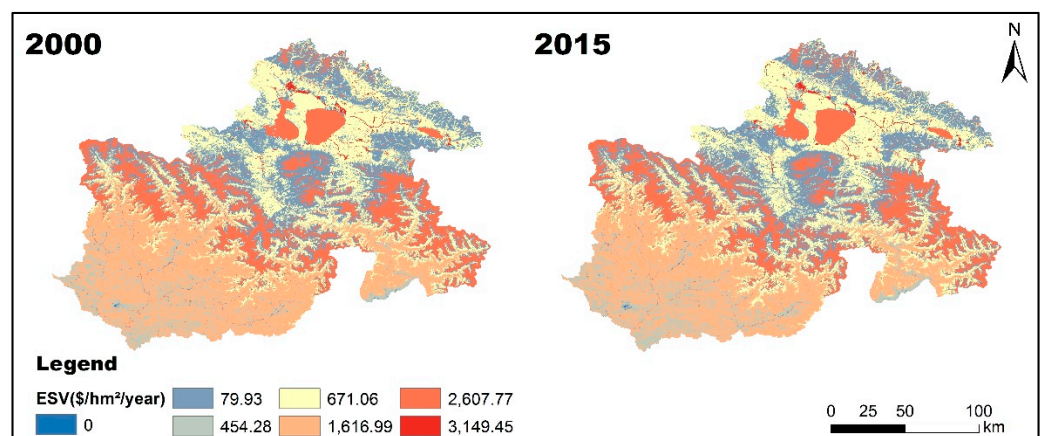 2000
2015
N
Legend
ESV($/hm²/year)
0
79.93
671.06
2,607.77
454.28
1,616.99
3,149.45
0 25 50 100
km